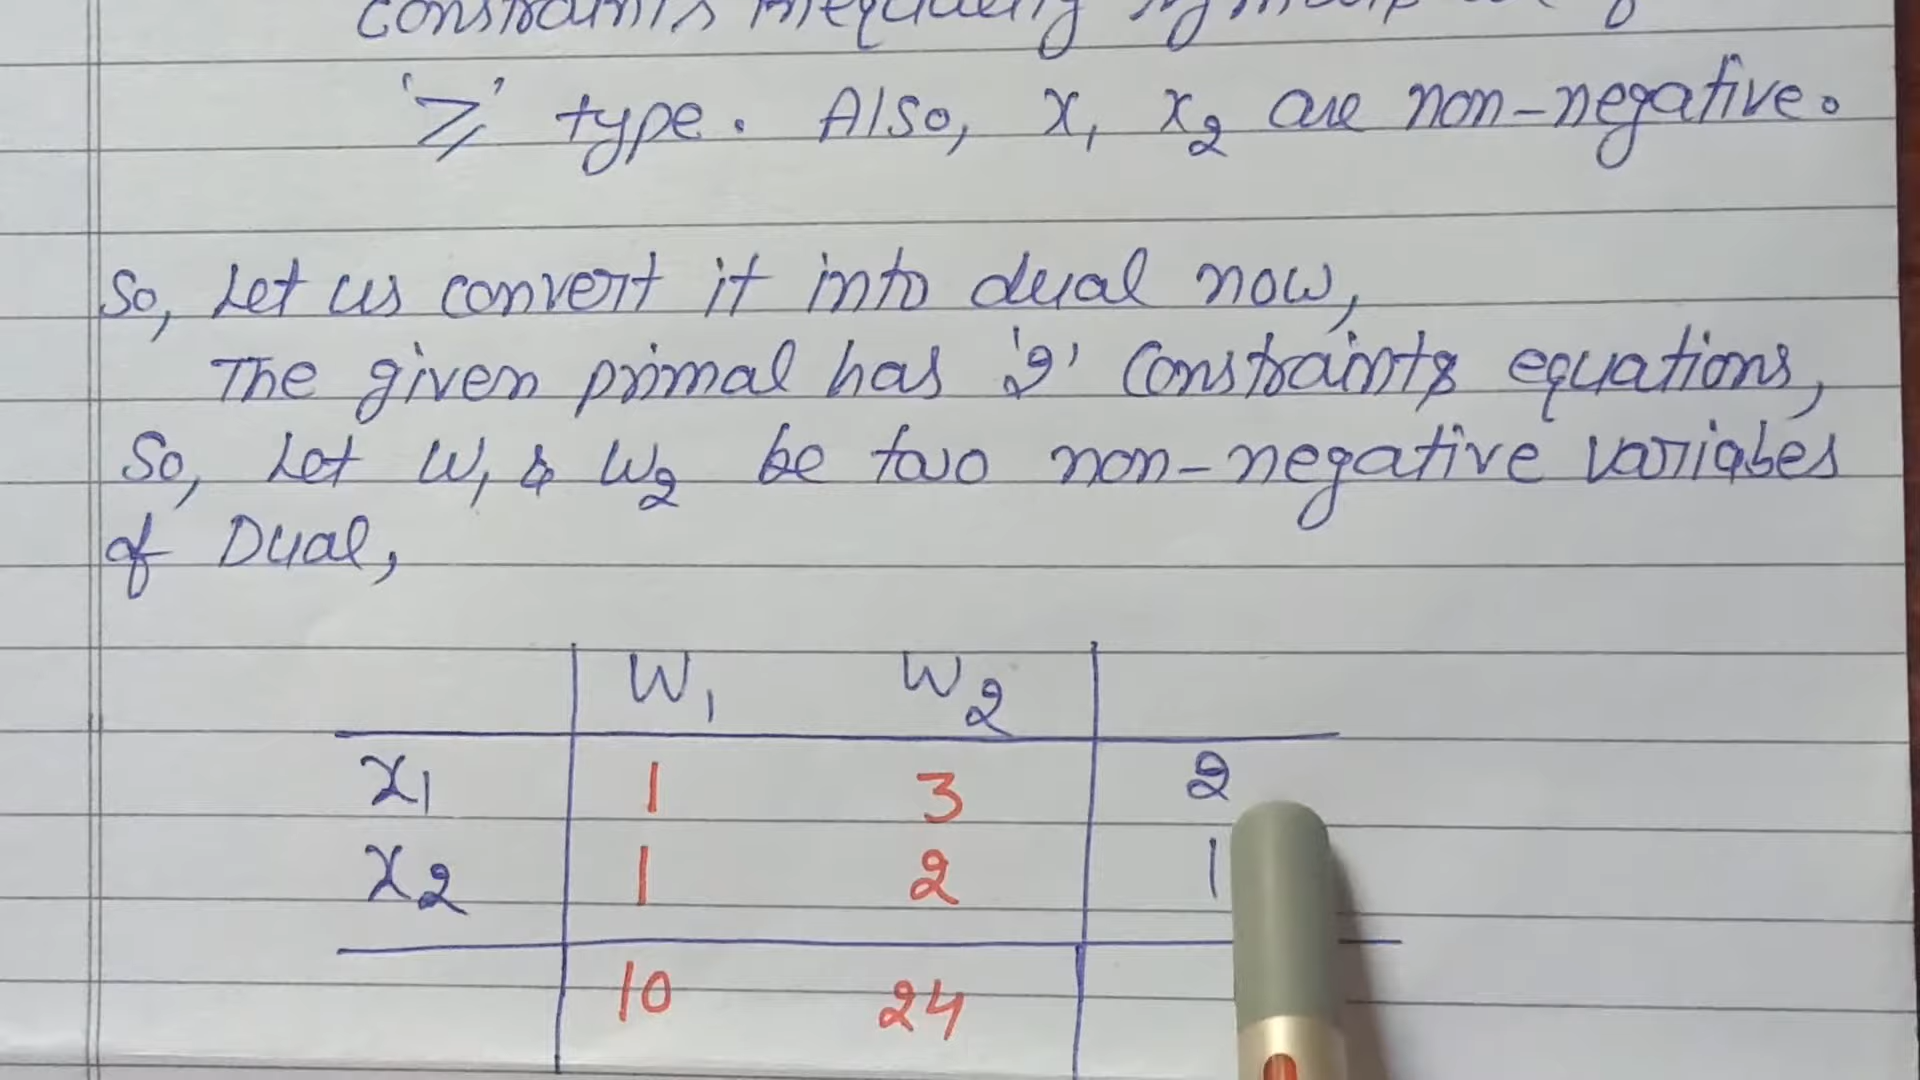 constraints inequality
'≥' type. Also, x₁ x₂ are non-negative.
So, Let us convert it into dual now,
The given primal has '2' constraints equations,
So, Let W₁ & W₂ be two non-negative variabes
of Dual,
W₁ W₂
x₁ 1 3 2
x₂ 1 2 1
10 24